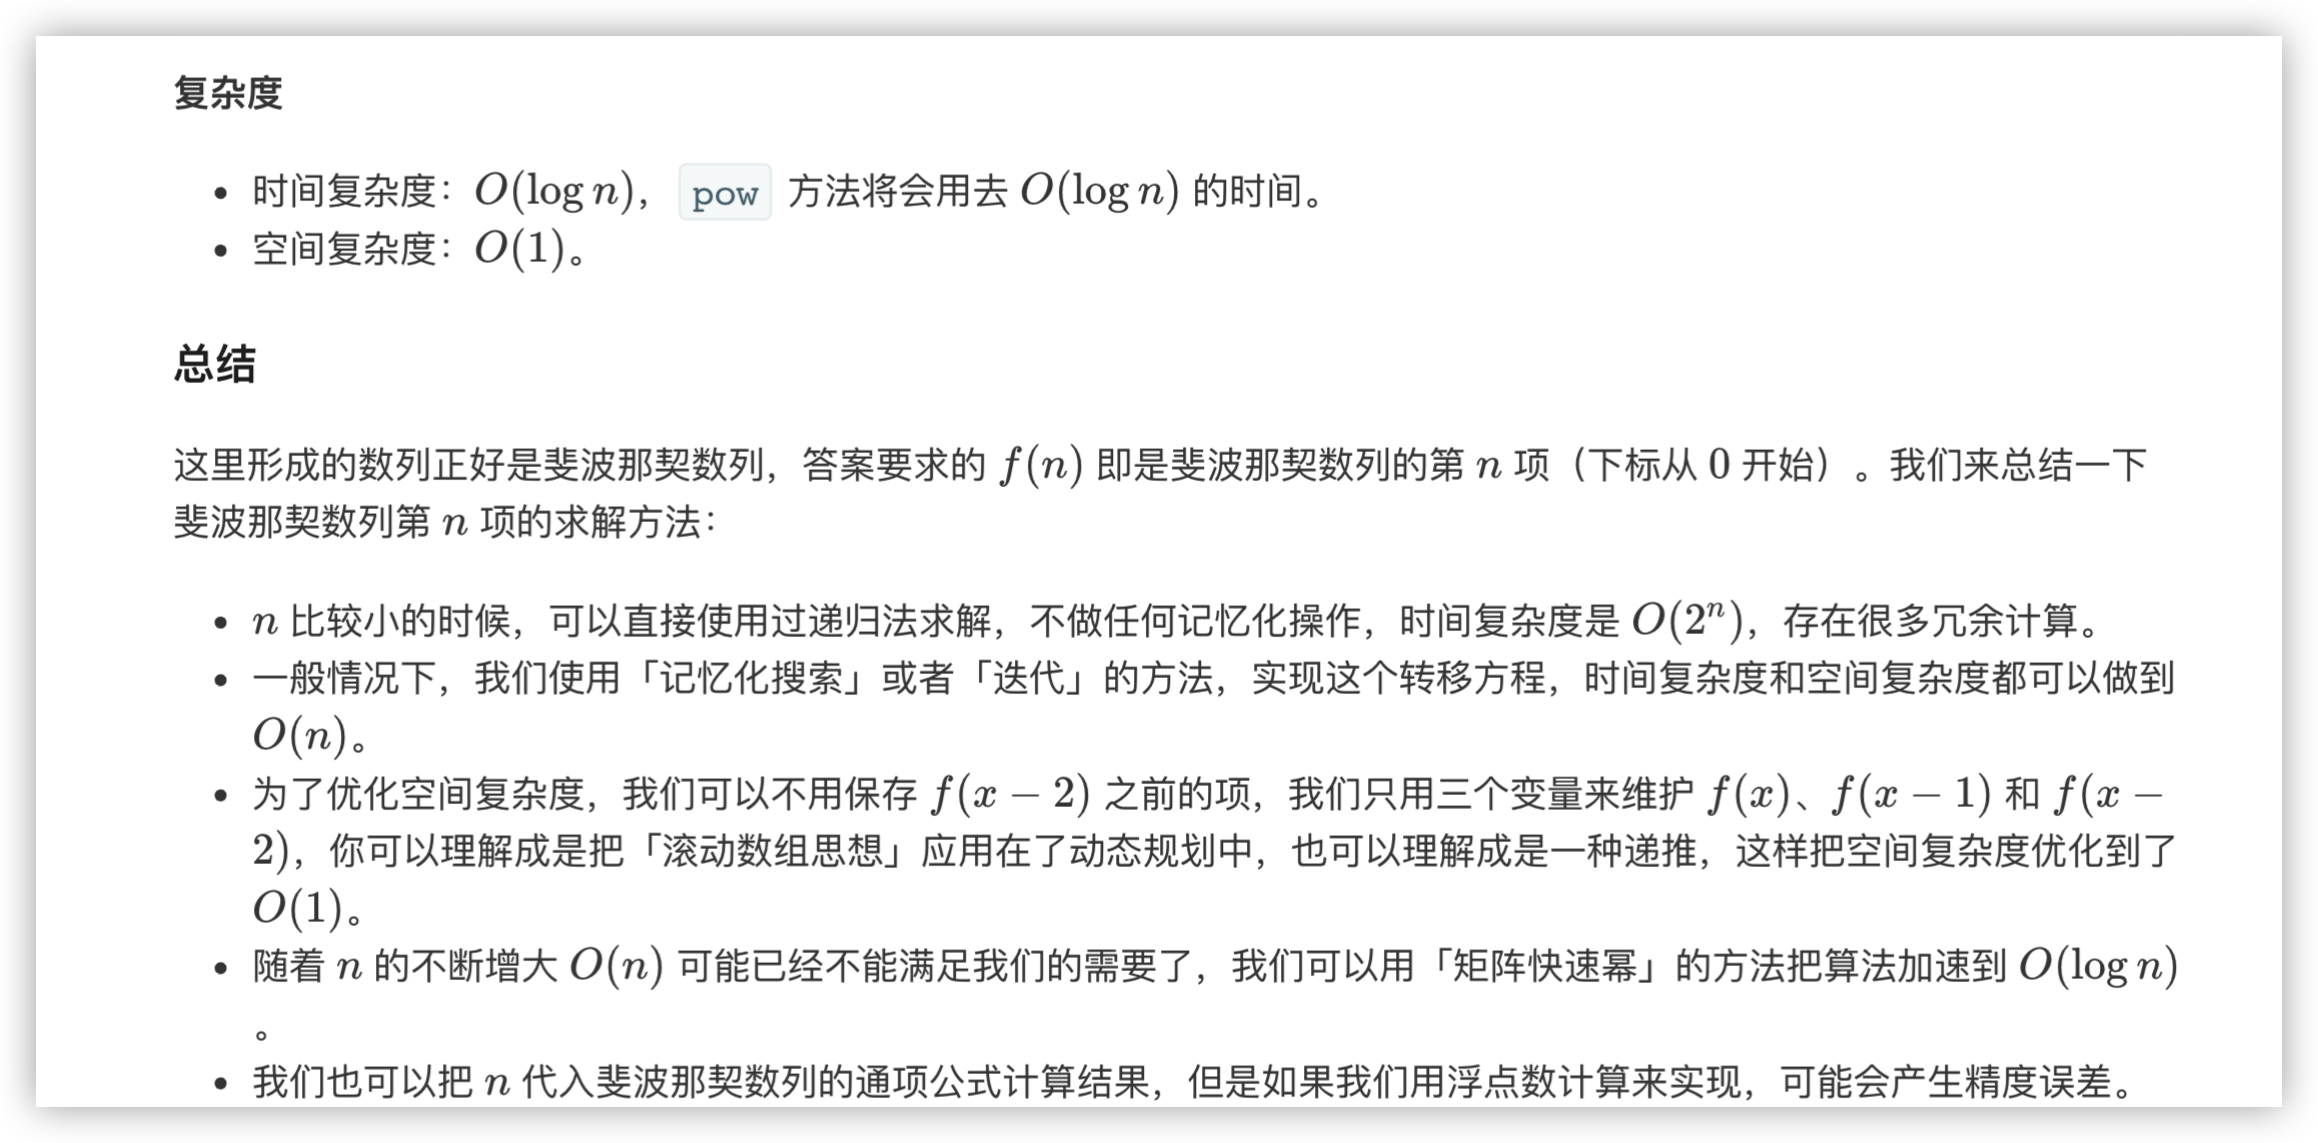 复杂度
• 时间复杂度：O(log n)， pow 方法将会用去 O(log n) 的时间。
• 空间复杂度：O(1)。
总结
这里形成的数列正好是斐波那契数列，答案要求的 f(n) 即是斐波那契数列的第 n 项（下标从 0 开始）。我们来总结一下
斐波那契数列第 n 项的求解方法：
• n 比较小的时候，可以直接使用过递归法求解，不做任何记忆化操作，时间复杂度是 O(2ⁿ)，存在很多冗余计算。
• 一般情况下，我们使用「记忆化搜索」或者「迭代」的方法，实现这个转移方程，时间复杂度和空间复杂度都可以做到
O(n)。
• 为了优化空间复杂度，我们可以不用保存 f(x − 2) 之前的项，我们只用三个变量来维护 f(x)、f(x − 1) 和 f(x −
2)，你可以理解成是把「滚动数组思想」应用在了动态规划中，也可以理解成是一种递推，这样把空间复杂度优化到了
O(1)。
• 随着 n 的不断增大 O(n) 可能已经不能满足我们的需要了，我们可以用「矩阵快速幂」的方法把算法加速到 O(log n)
。
• 我们也可以把 n 代入斐波那契数列的通项公式计算结果，但是如果我们用浮点数计算来实现，可能会产生精度误差。